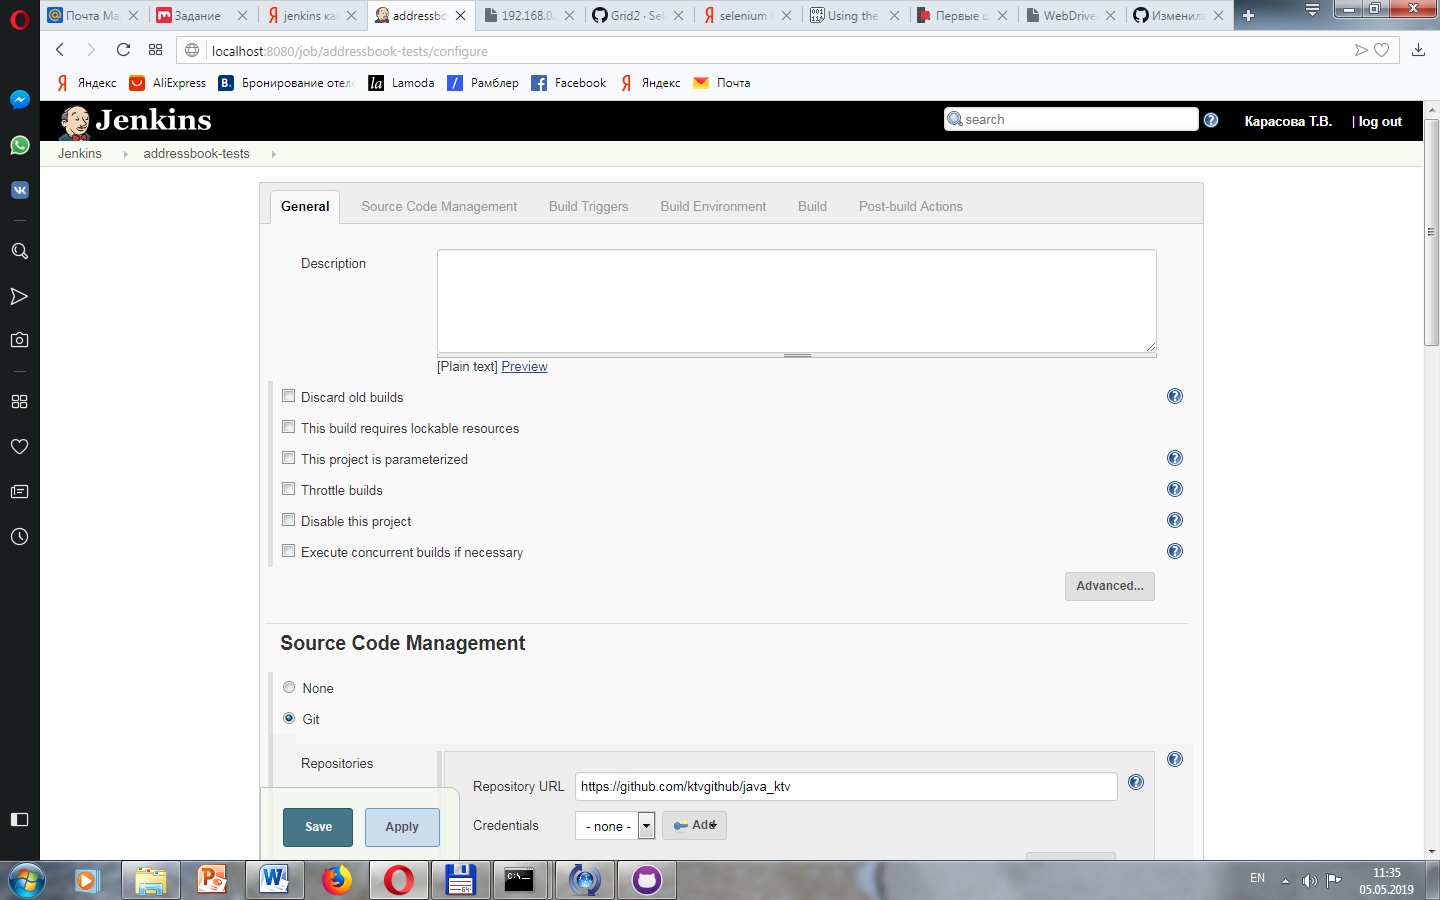 Почта Ma
Задание
jenkins ка
addressbo
192.168.0.
Grid2 · Sel
selenium h
Using the
Первые ш
WebDrive
Изменила
localhost:8080/job/addressbook-tests/configure
Яндекс
AliExpress
Бронирование отеле
Lamoda
Рамблер
Facebook
Яндекс
Почта
Jenkins
search
Карасова Т.В.
| log out
Jenkins
addressbook-tests
General
Source Code Management
Build Triggers
Build Environment
Build
Post-build Actions
Description
[Plain text] Preview
Discard old builds
This build requires lockable resources
This project is parameterized
Throttle builds
Disable this project
Execute concurrent builds if necessary
Advanced...
Source Code Management
None
Git
Repositories
Repository URL
https://github.com/ktvgithub/java_ktv
Credentials
- none -
Add
Save
Apply
EN
11:35
05.05.2019